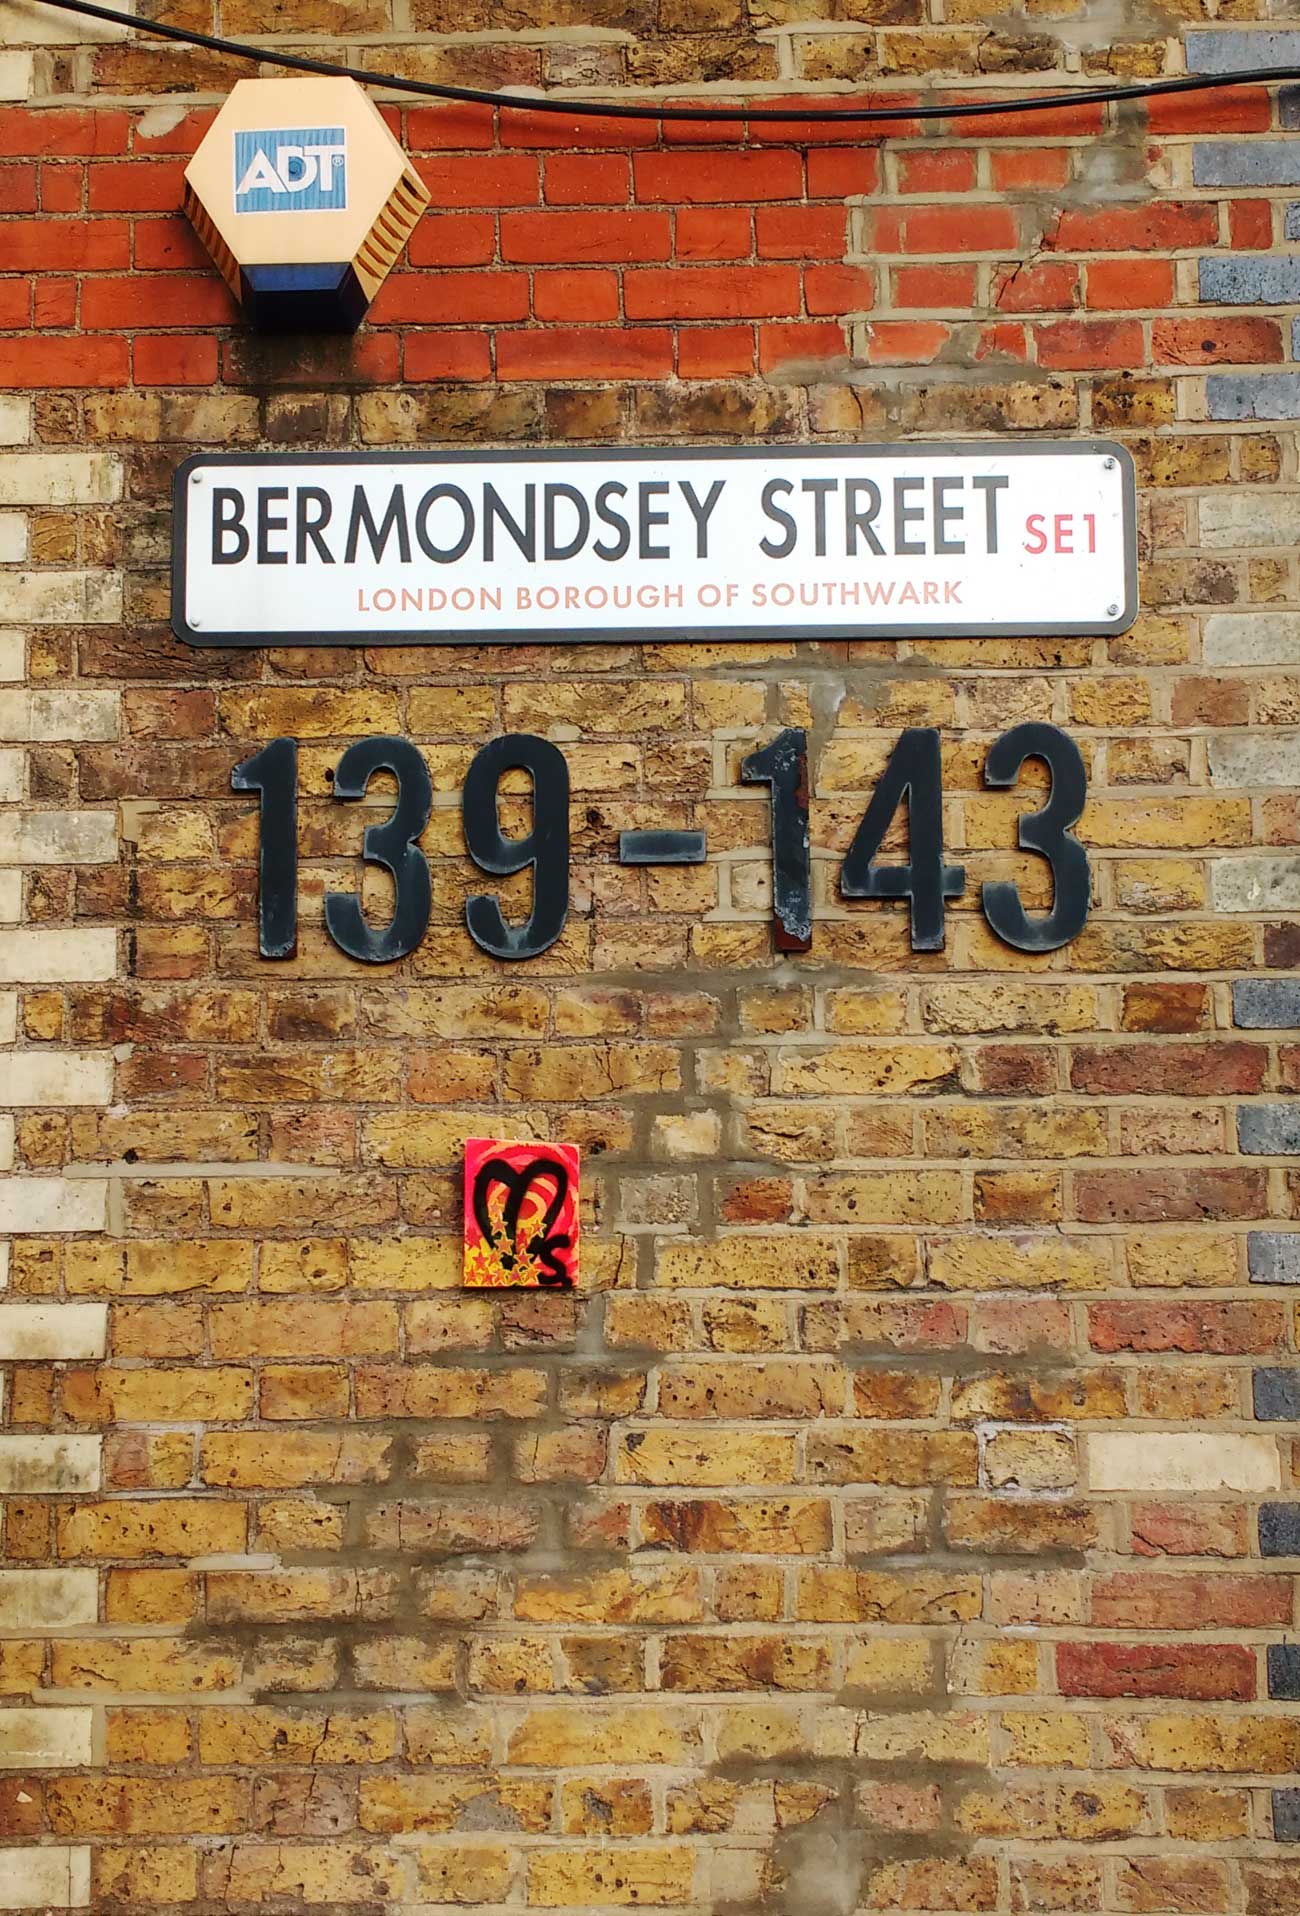 ADT®
BERMONDSEY STREET SE1
LONDON BOROUGH OF SOUTHWARK
139-143